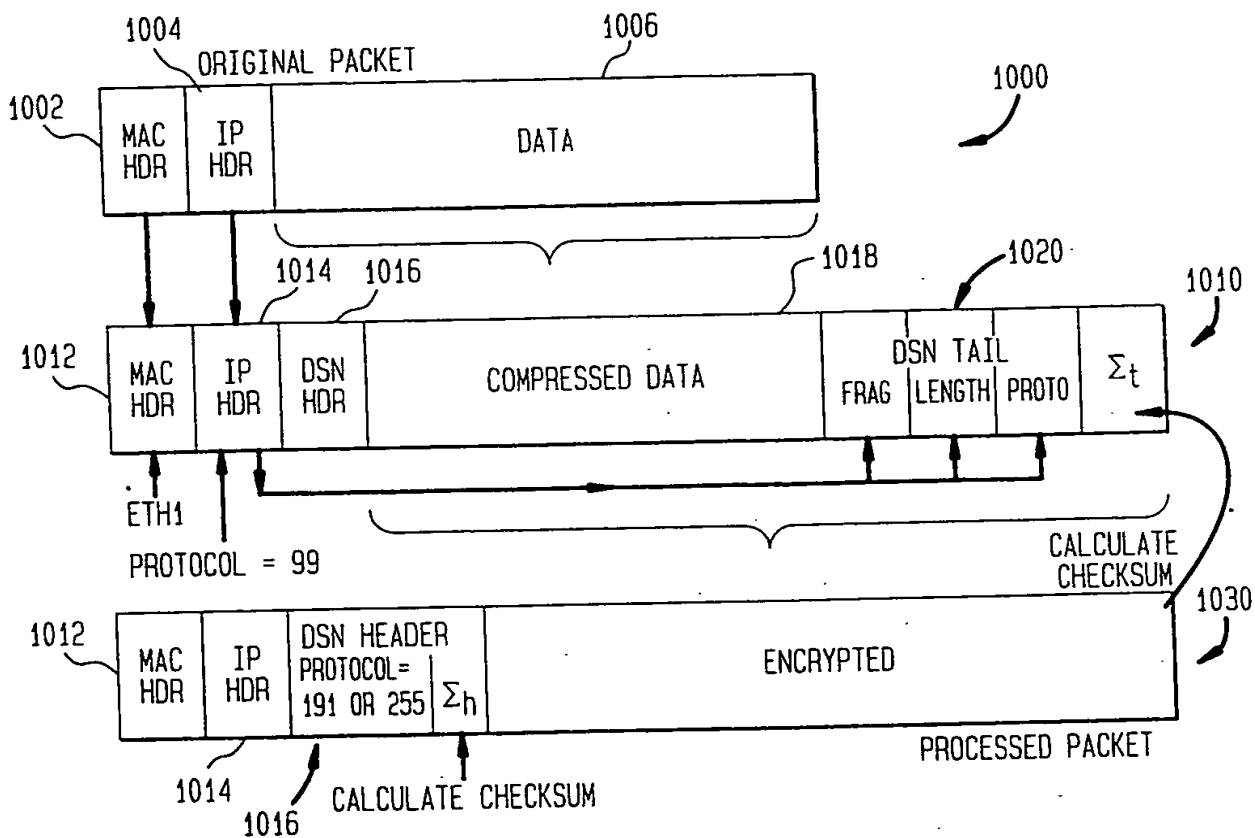 1004
1006
ORIGINAL PACKET
1000
1002
MAC HDR
IP HDR
DATA
1014
1016
1018
1020
1010
1012
MAC HDR
IP HDR
DSN HDR
COMPRESSED DATA
DSN TAIL
FRAG
LENGTH
PROTO
Σt
ETH1
PROTOCOL = 99
CALCULATE CHECKSUM
1030
1012
MAC HDR
IP HDR
DSN HEADER
PROTOCOL=
191 OR 255
Σh
ENCRYPTED
PROCESSED PACKET
1014
1016
CALCULATE CHECKSUM